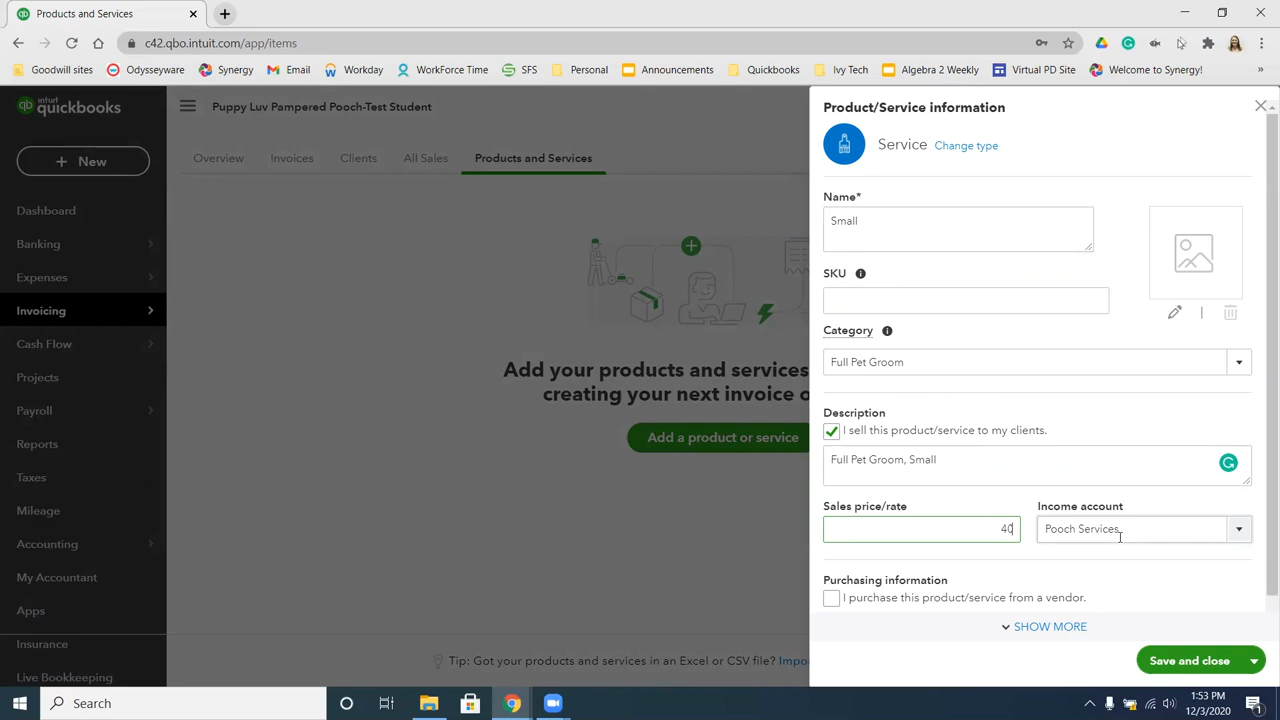 Products and Services
c42.qbo.intuit.com/app/items
Goodwill sites
Odysseyware
Synergy
Email
Workday
WorkForce Time
SFS
Personal
Announcements
Quickbooks
Ivy Tech
Algebra 2 Weekly
Virtual PD Site
Welcome to Synergy!
»
intuit
quickbooks
Puppy Luv Pampered Pooch-Test Student
+ New
Overview
Invoices
Clients
All Sales
Products and Services
Dashboard
Banking
Expenses
Invoicing
Cash Flow
Projects
Payroll
Reports
Taxes
Mileage
Accounting
My Accountant
Apps
Insurance
Live Bookkeeping
Add your products and services
creating your next invoice o
Add a product or service
Tip: Got your products and services in an Excel or CSV file? Impo
Product/Service information
Service Change type
Name*
Small
SKU
Category
Full Pet Groom
Description
I sell this product/service to my clients.
Full Pet Groom, Small
Sales price/rate
Income account
40
Pooch Services
Purchasing information
I purchase this product/service from a vendor.
SHOW MORE
Save and close
Search
1:53 PM
12/3/2020
1